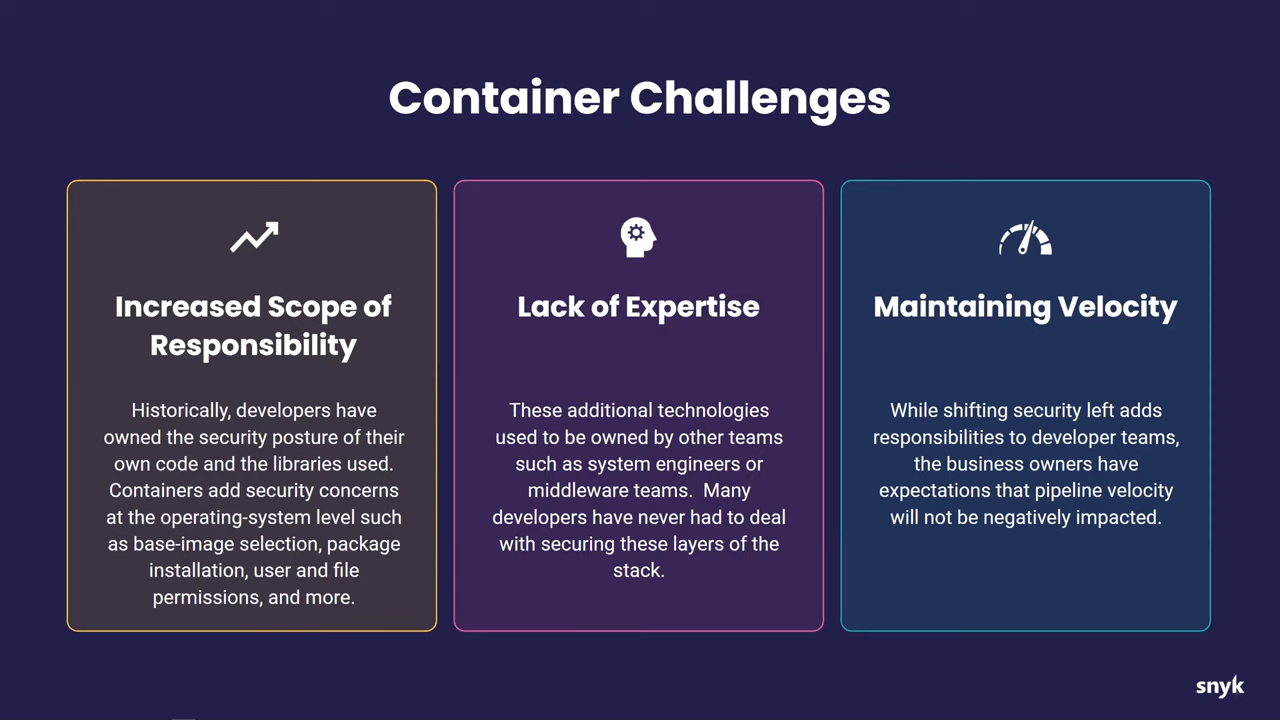 Container Challenges
Increased Scope of
Responsibility
Historically, developers have
owned the security posture of their
own code and the libraries used.
Containers add security concerns
at the operating-system level such
as base-image selection, package
installation, user and file
permissions, and more.
Lack of Expertise
These additional technologies
used to be owned by other teams
such as system engineers or
middleware teams.  Many
developers have never had to deal
with securing these layers of the
stack.
Maintaining Velocity
While shifting security left adds
responsibilities to developer teams,
the business owners have
expectations that pipeline velocity
will not be negatively impacted.
snyk